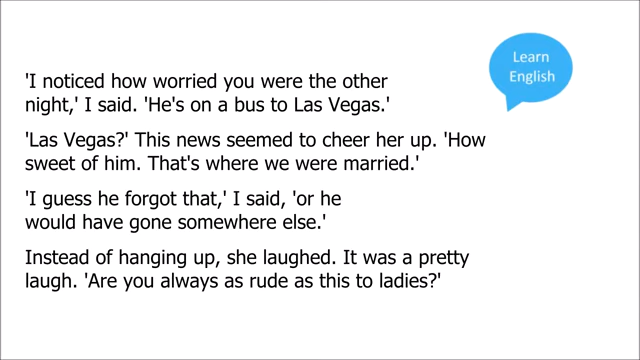 Learn
English
'I noticed how worried you were the other
night,' I said. 'He's on a bus to Las Vegas.'
'Las Vegas?' This news seemed to cheer her up. 'How
sweet of him. That's where we were married.'
'I guess he forgot that,' I said, 'or he
would have gone somewhere else.'
Instead of hanging up, she laughed. It was a pretty
laugh. 'Are you always as rude as this to ladies?'